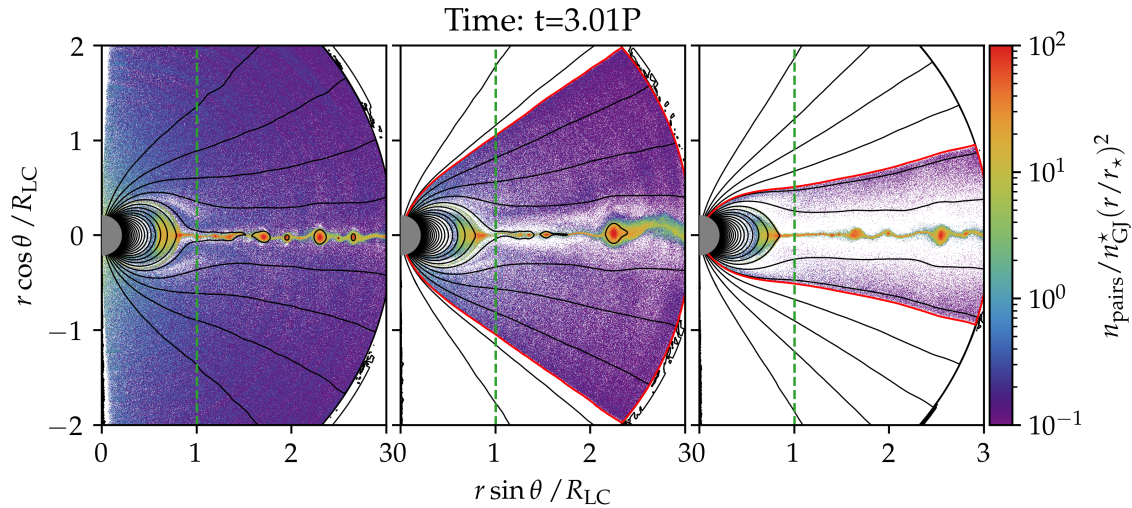 Time: t=3.01P
2
1
0
−1
−2
r cos θ / R_LC
0 1 2 3 0 1 2 3 0 1 2 3
r sin θ / R_LC
10^2
10^1
10^0
10^−1
n_pairs / n^⋆_GJ (r / r_⋆)^2